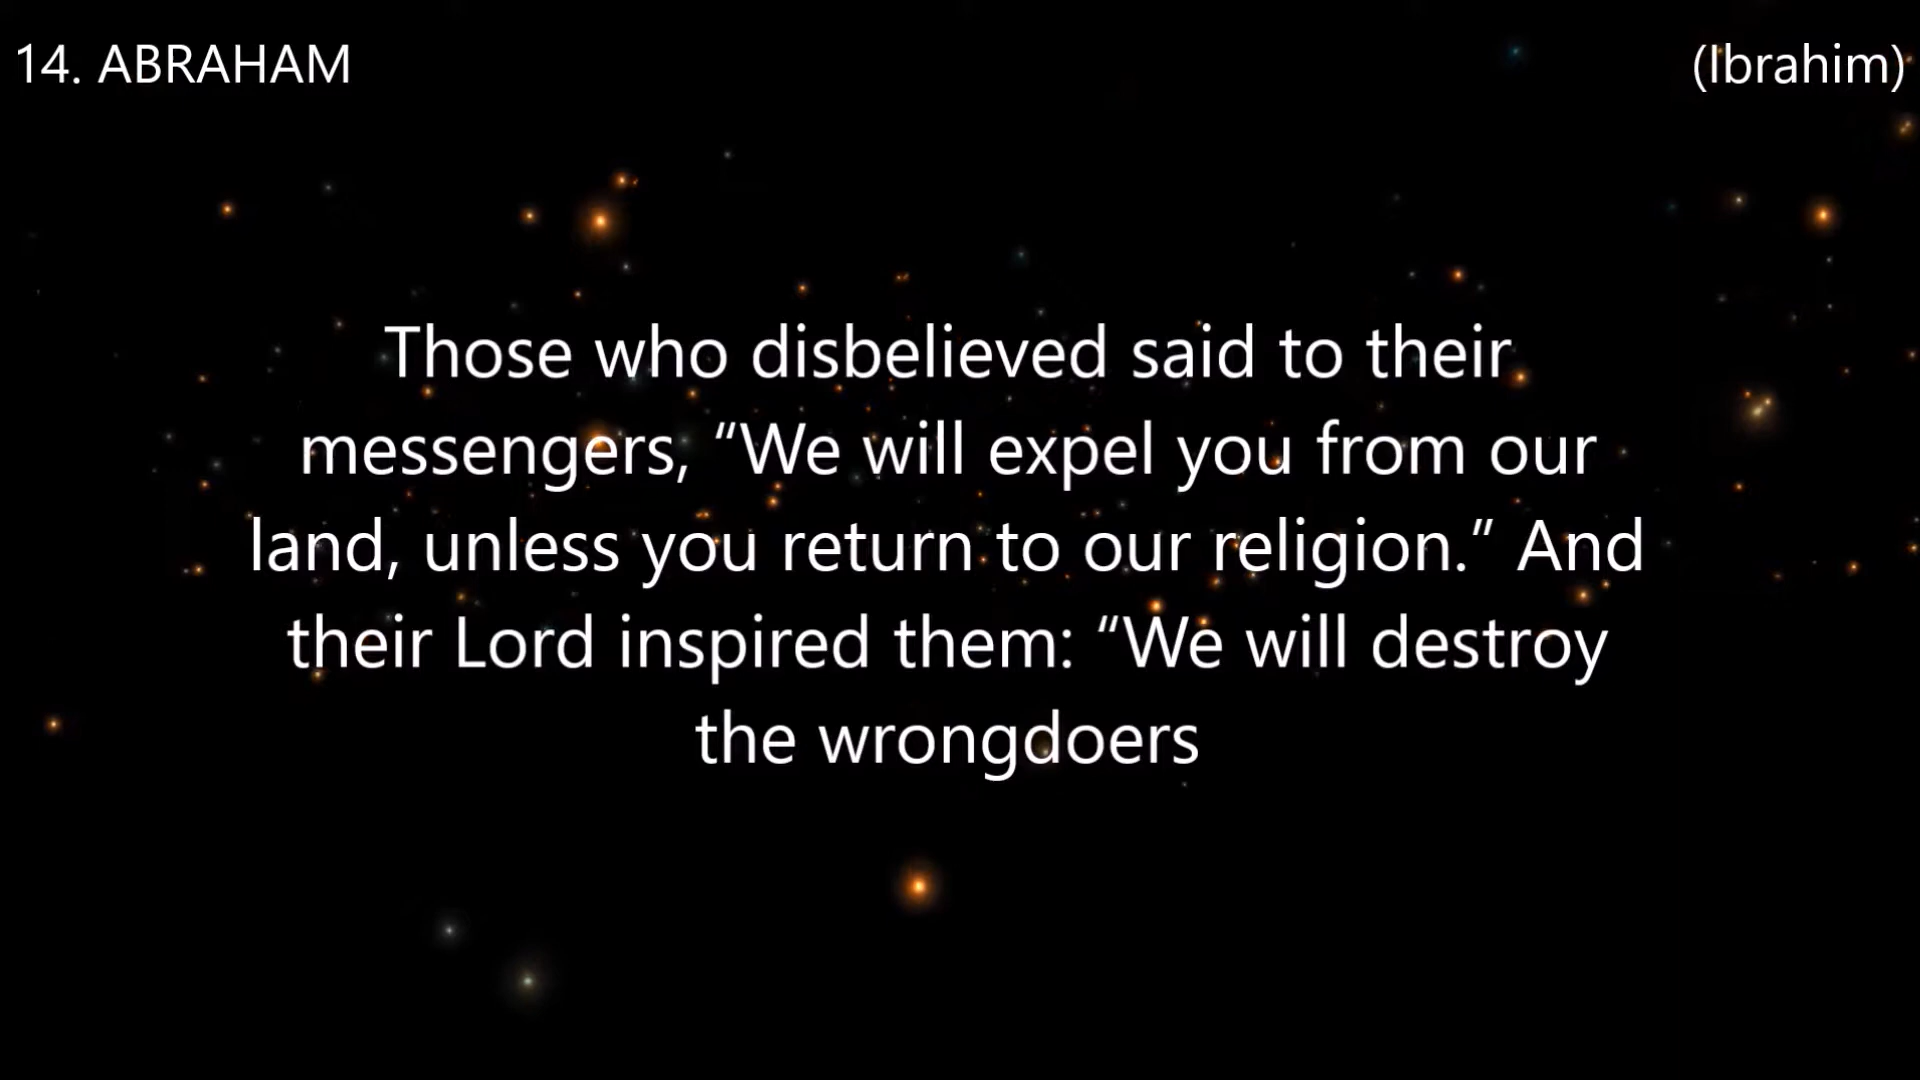 14. ABRAHAM
(Ibrahim)
Those who disbelieved said to their
messengers, “We will expel you from our
land, unless you return to our religion.” And
their Lord inspired them: “We will destroy
the wrongdoers